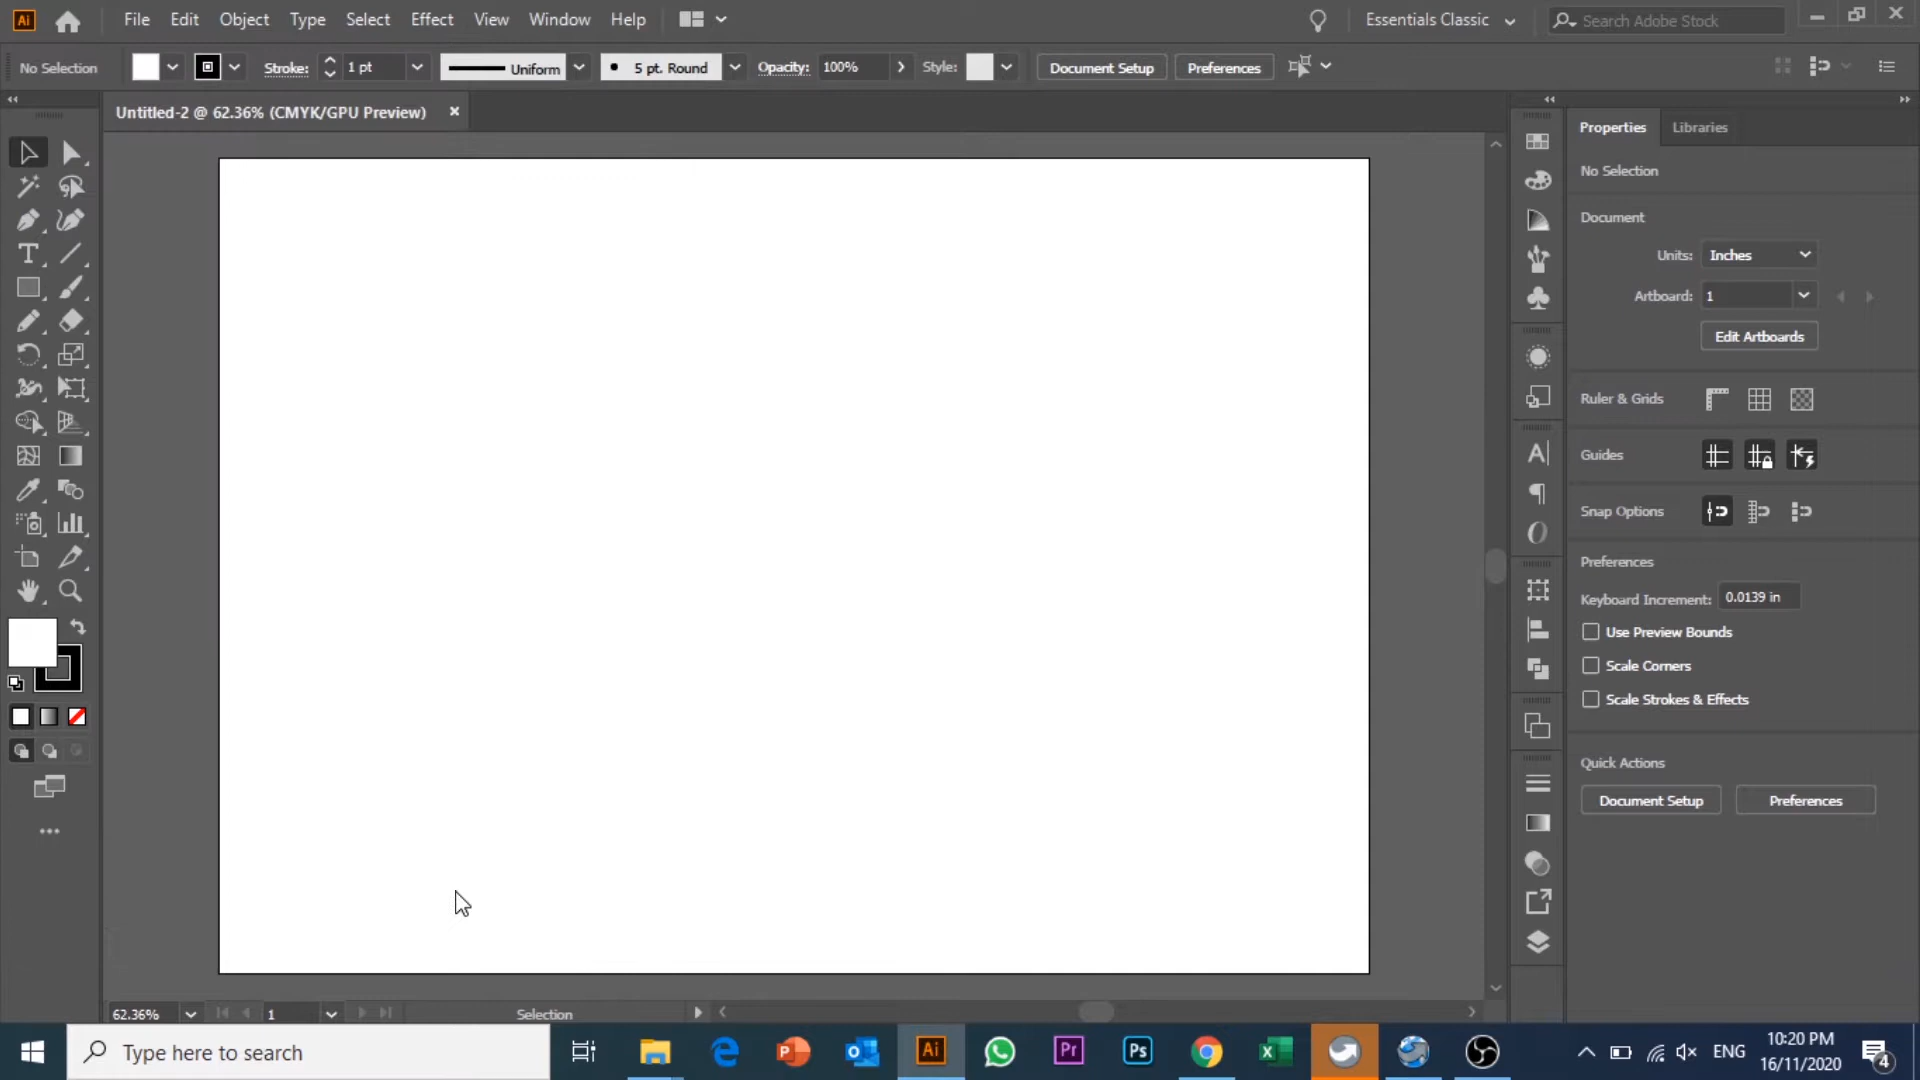 Ai File Edit Object Type Select Effect View Window Help Essentials Classic Search Adobe Stock
No Selection Stroke: 1 pt Uniform 5 pt. Round Opacity: 100% Style: Document Setup Preferences
Untitled-2 @ 62.36% (CMYK/GPU Preview)
Properties Libraries
No Selection
Document
Units: Inches
Artboard: 1
Edit Artboards
Ruler & Grids
Guides
Snap Options
Preferences
Keyboard Increment: 0.0139 in
Use Preview Bounds
Scale Corners
Scale Strokes & Effects
Quick Actions
Document Setup Preferences
62.36% 1 Selection
Type here to search Ai Pr Ps ENG 10:20 PM
16/11/2020 4